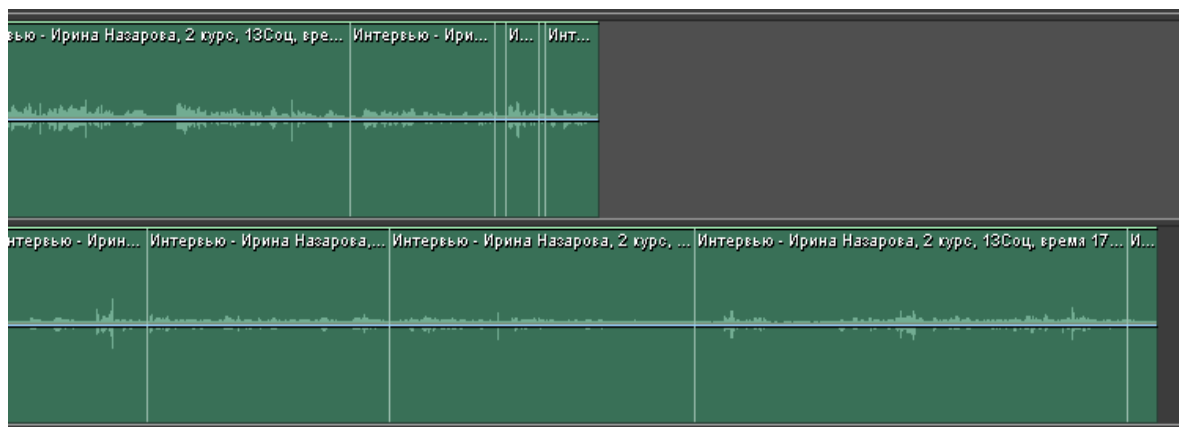 вью - Ирина Назарова, 2 курс, 13Соц, вре... Интервью - Ири... И... Инт...
нтервью - Ирин... Интервью - Ирина Назарова,... Интервью - Ирина Назарова, 2 курс, ... Интервью - Ирина Назарова, 2 курс, 13Соц, время 17... И...